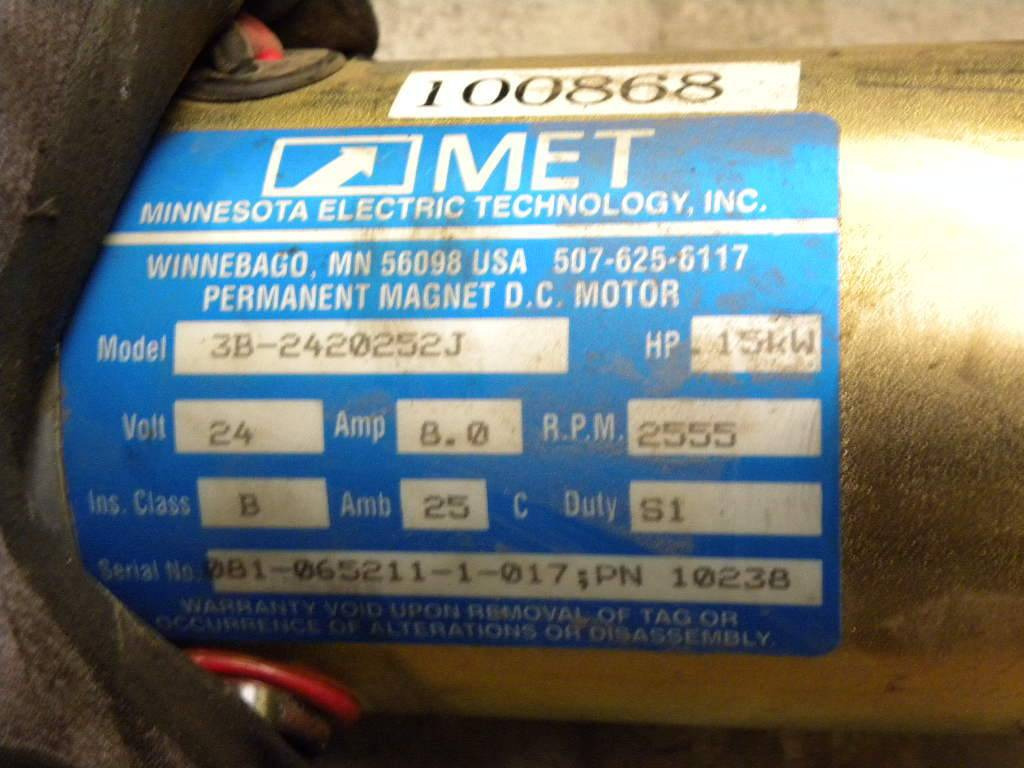 100868
MET
MINNESOTA ELECTRIC TECHNOLOGY, INC.
WINNEBAGO, MN 56098 USA 507-625-6117
PERMANENT MAGNET D.C. MOTOR
Model 3B-2420252J HP .15kW
Volt 24 Amp 8.0 R.P.M. 2555
Ins. Class B Amb 25 C Duty S1
Serial No. 081-065211-1-017;PN 10238
WARRANTY VOID UPON REMOVAL OF TAG OR
OCCURRENCE OF ALTERATIONS OR DISASSEMBLY.